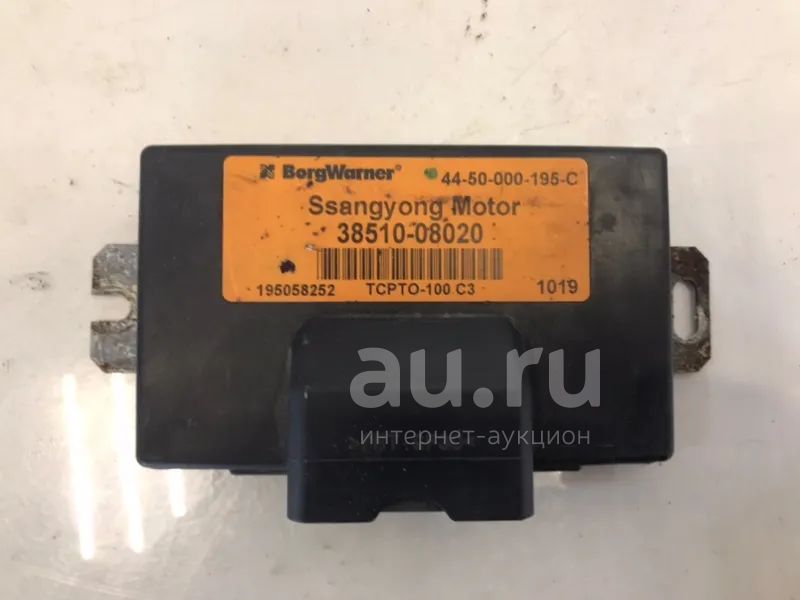 BorgWarner® 44-50-000-195-C
Ssangyong Motor
38510-08020
195058252 TCPTO-100 C3 1019
au.ru
интернет-аукцион